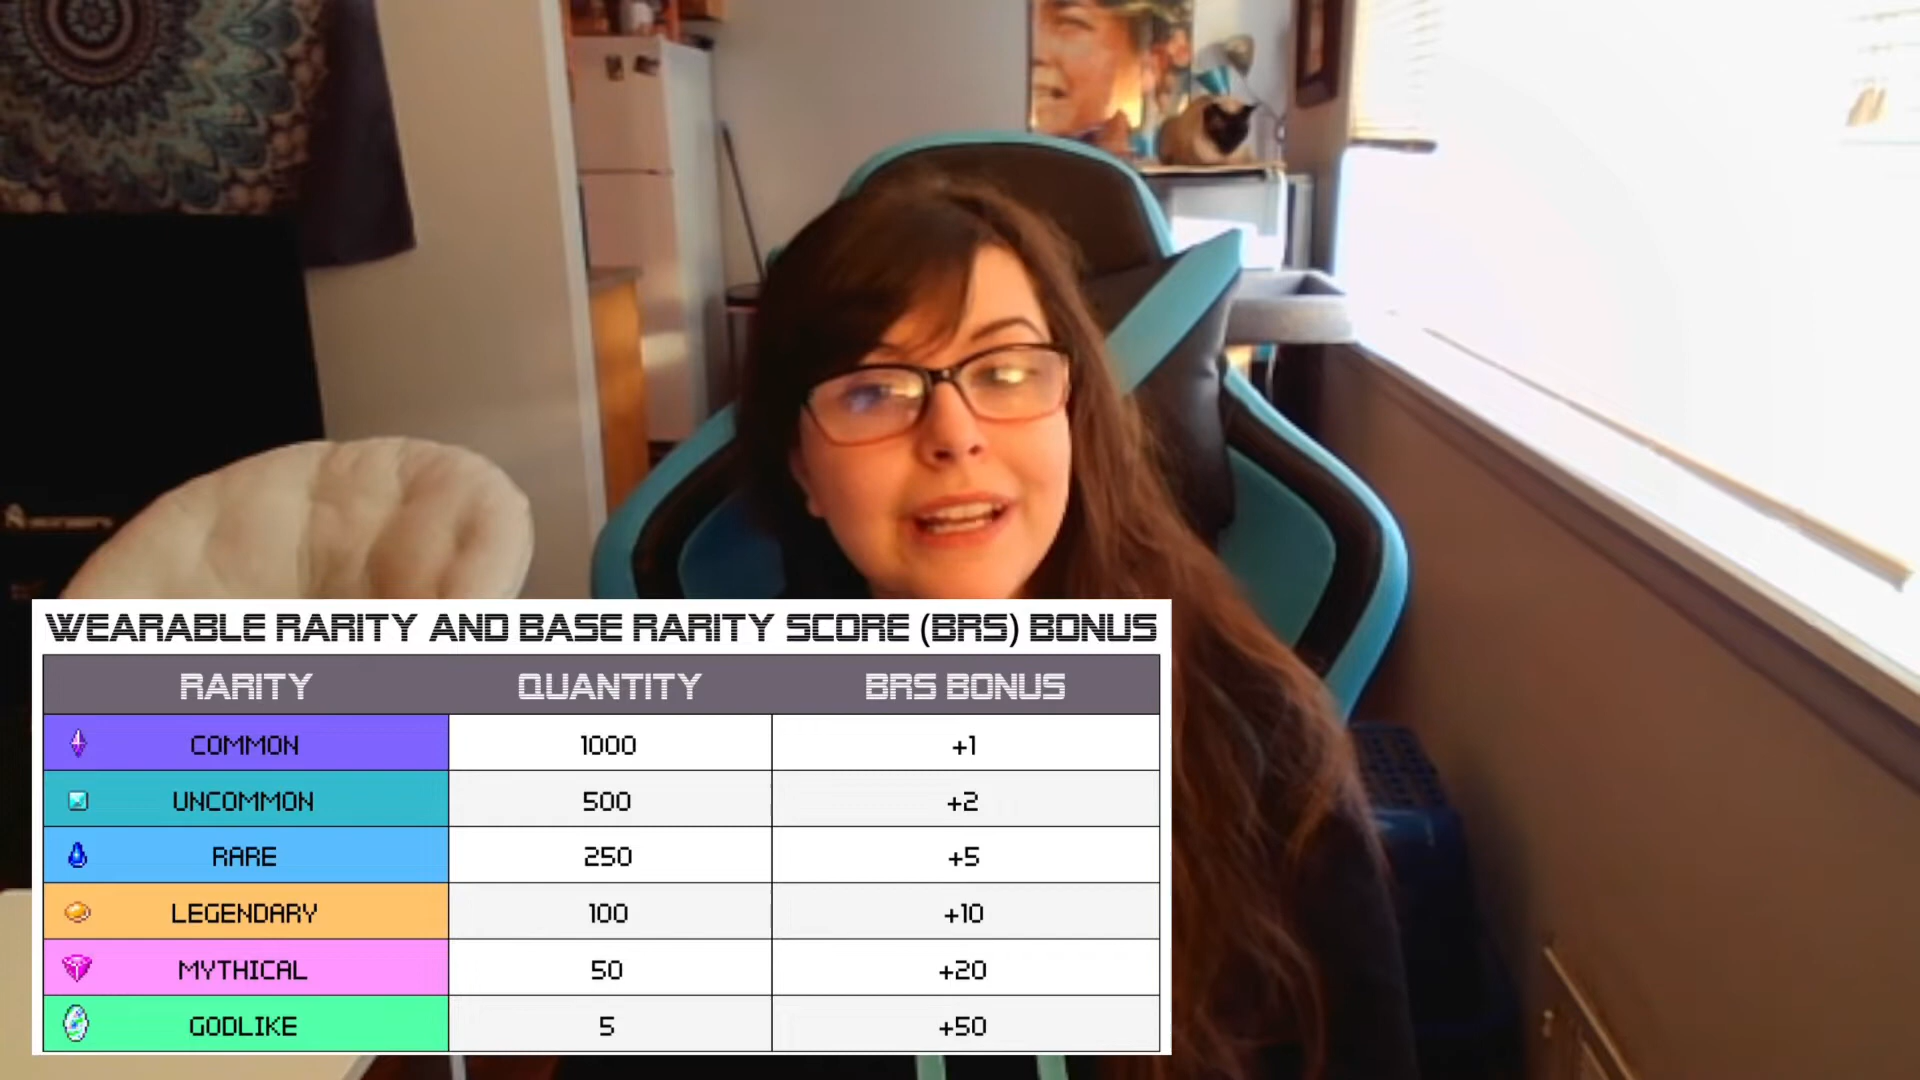 WEARABLE RARITY AND BASE RARITY SCORE (BRS) BONUS
RARITY QUANTITY BRS BONUS
COMMON 1000 +1
UNCOMMON 500 +2
RARE 250 +5
LEGENDARY 100 +10
MYTHICAL 50 +20
GODLIKE 5 +50